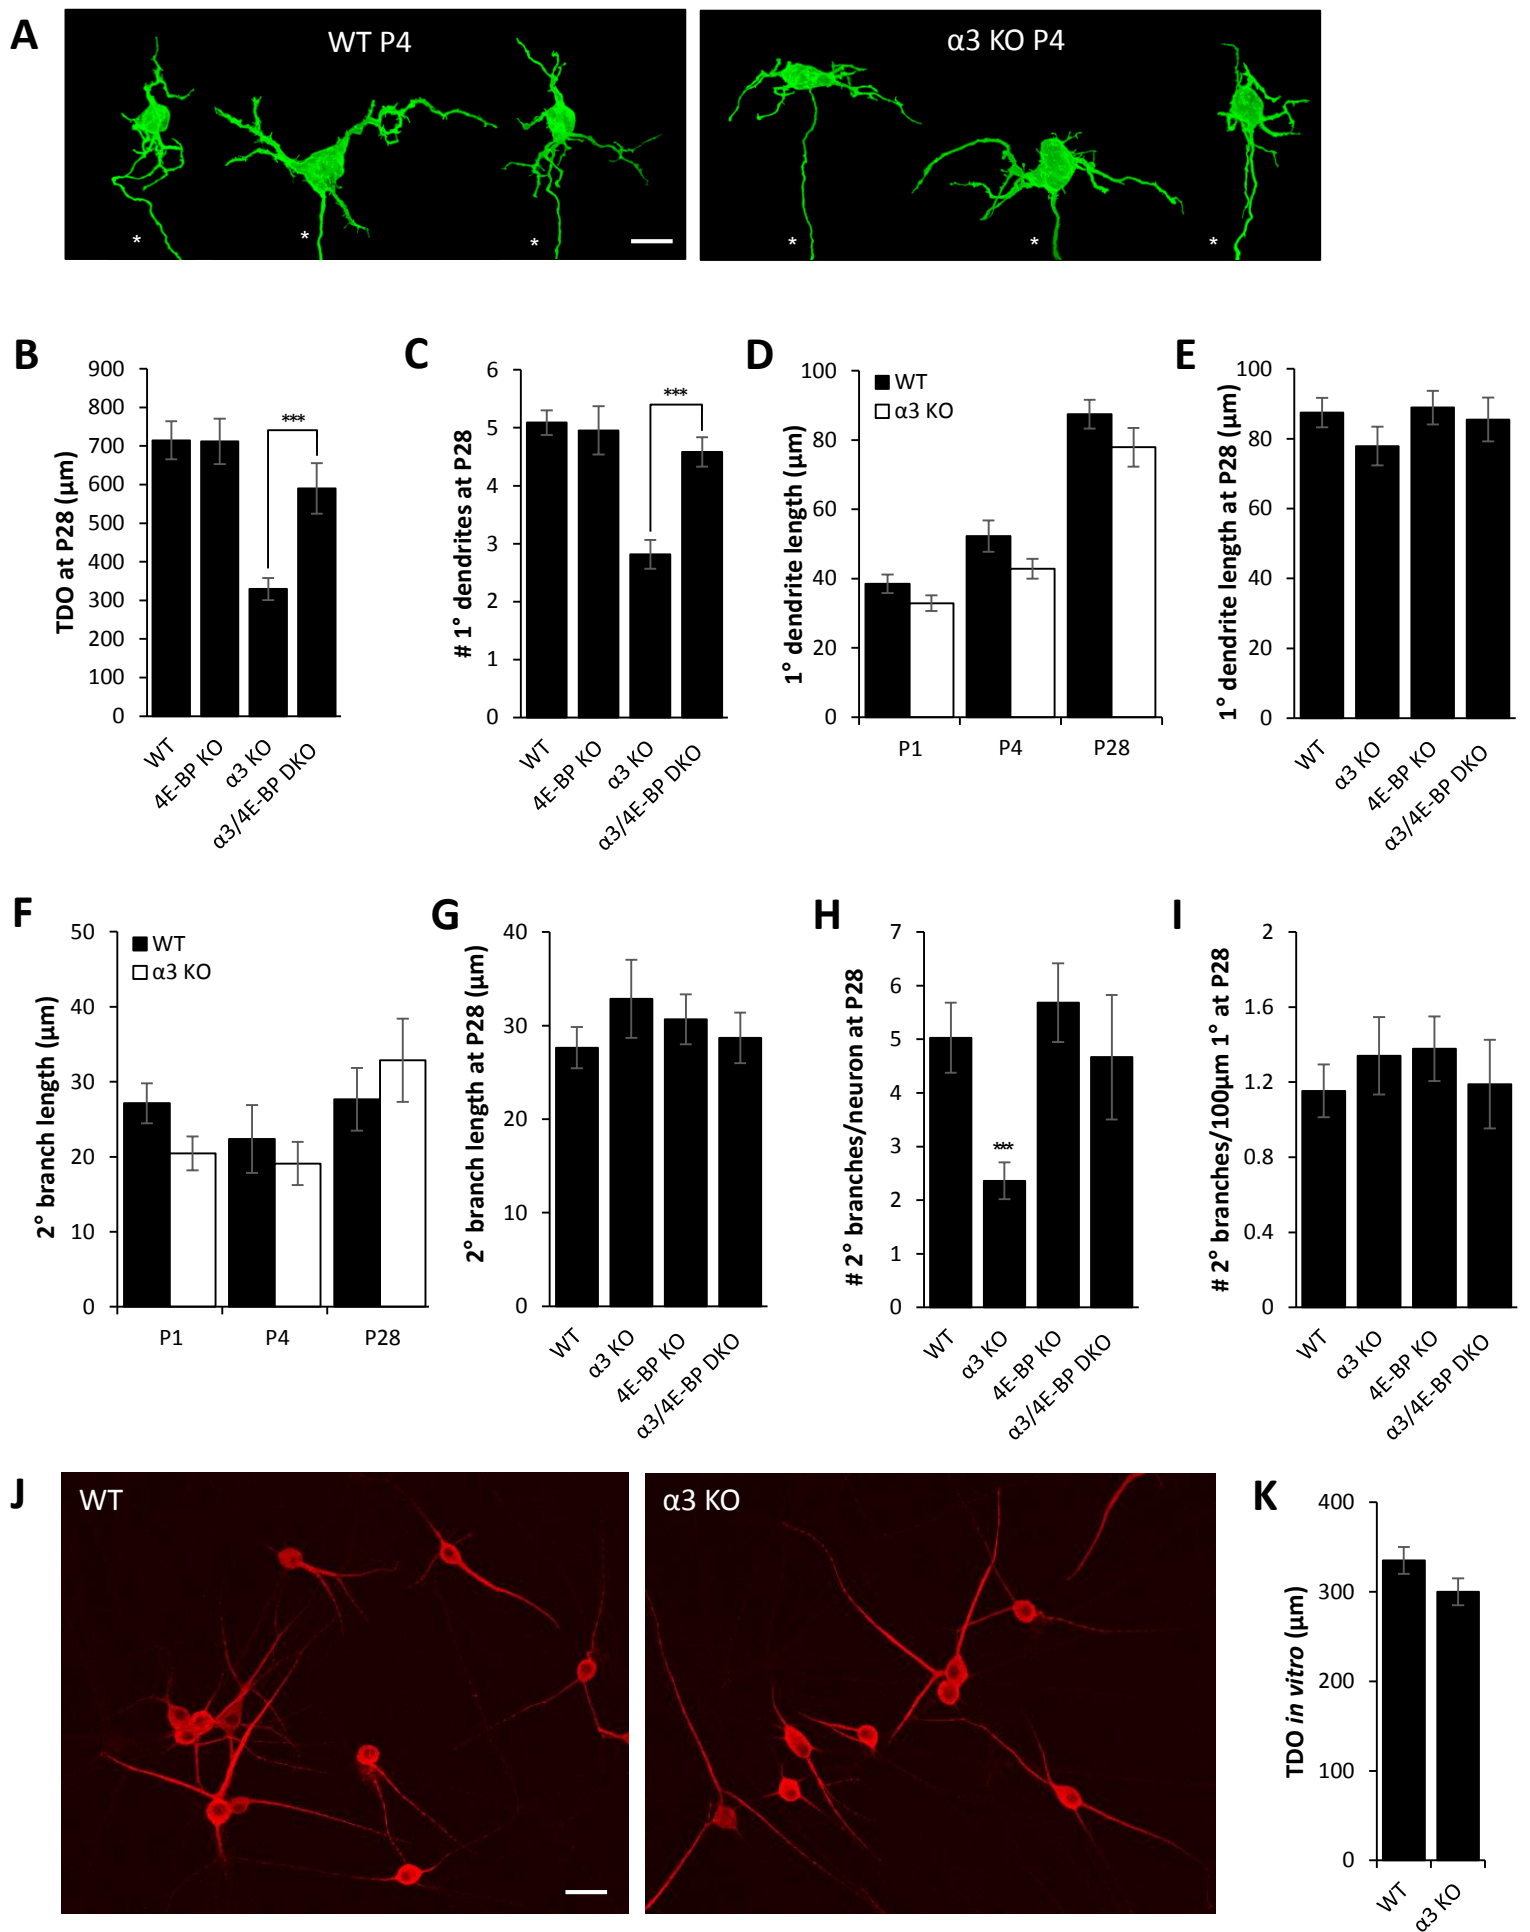 A
WT P4
α3 KO P4
*
*
*
*
*
*
B
TDO at P28 (μm)
900
800
700
600
500
400
300
200
100
0
***
WT
4E-BP KO
α3 KO
α3/4E-BP DKO
C
# 1° dendrites at P28
6
5
4
3
2
1
0
***
WT
4E-BP KO
α3 KO
α3/4E-BP DKO
D
1° dendrite length (μm)
100
80
60
40
20
0
WT
α3 KO
P1
P4
P28
E
1° dendrite length at P28 (μm)
100
80
60
40
20
0
WT
α3 KO
4E-BP KO
α3/4E-BP DKO
F
2° branch length (μm)
50
40
30
20
10
0
WT
α3 KO
P1
P4
P28
G
2° branch length at P28 (μm)
40
30
20
10
0
WT
α3 KO
4E-BP KO
α3/4E-BP DKO
H
# 2° branches/neuron at P28
7
6
5
4
3
2
1
0
***
WT
α3 KO
4E-BP KO
α3/4E-BP DKO
I
# 2° branches/100μm 1° at P28
2
1.6
1.2
0.8
0.4
0
WT
α3 KO
4E-BP KO
α3/4E-BP DKO
J
WT
α3 KO
K
TDO in vitro (μm)
400
300
200
100
0
WT
α3 KO